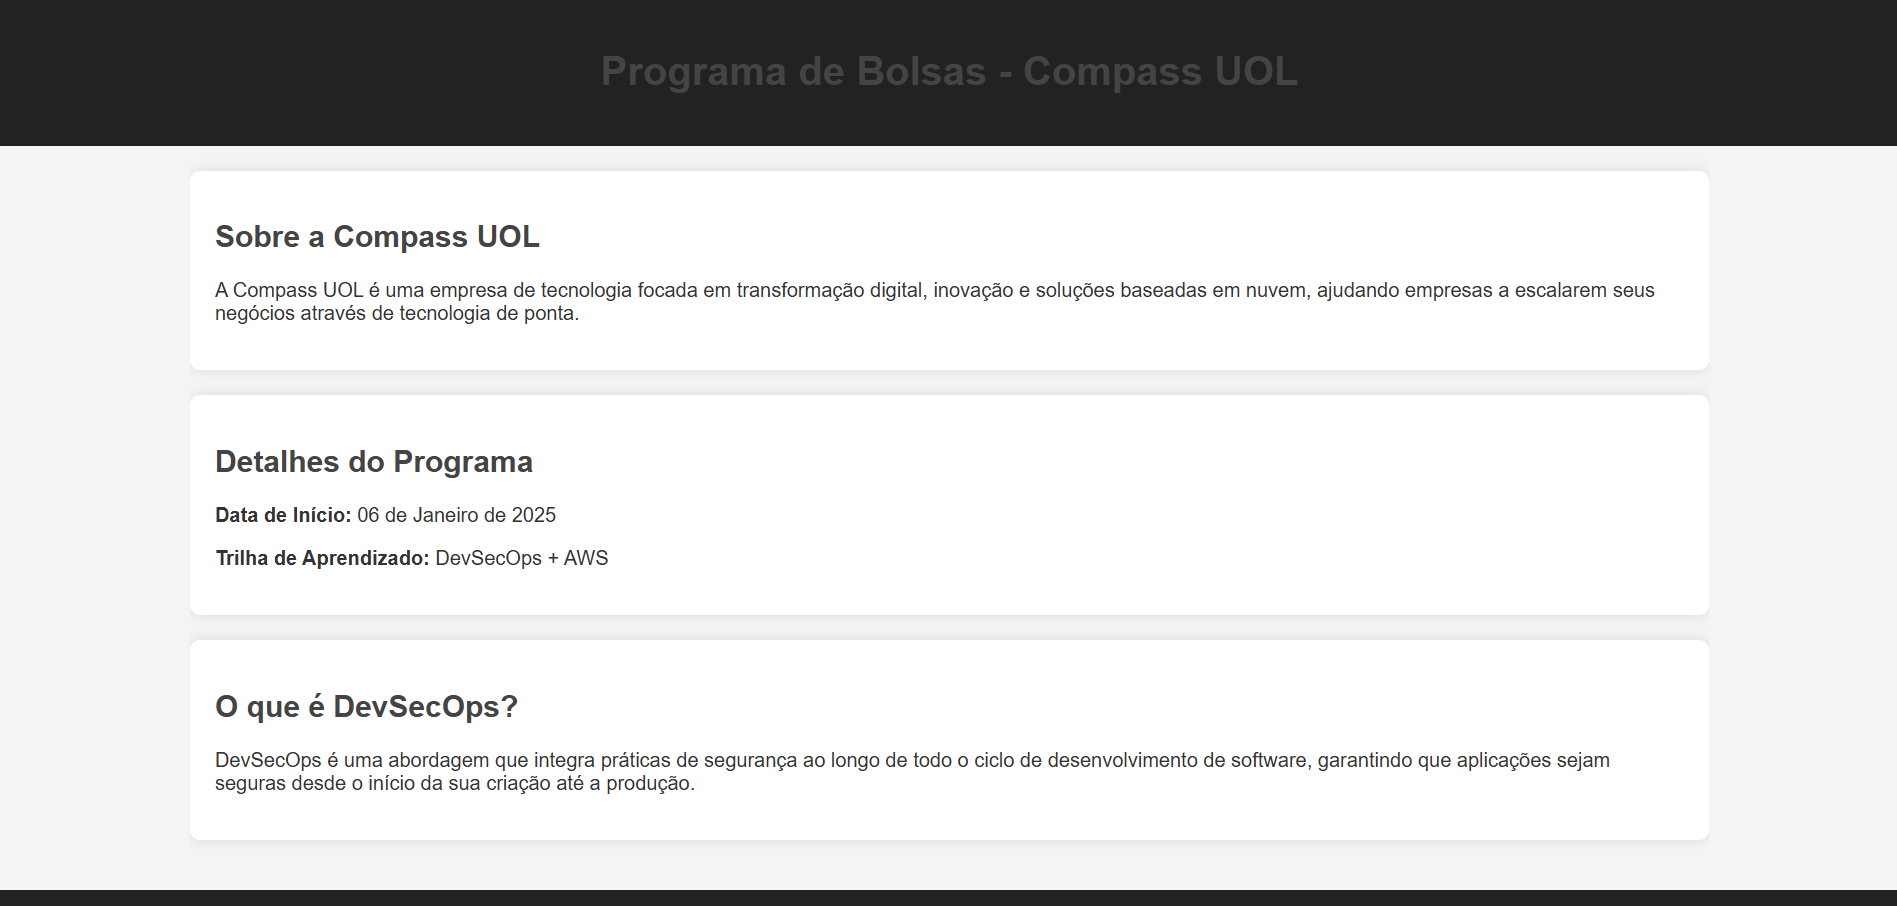 Programa de Bolsas - Compass UOL
Sobre a Compass UOL
A Compass UOL é uma empresa de tecnologia focada em transformação digital, inovação e soluções baseadas em nuvem, ajudando empresas a escalarem seus
negócios através de tecnologia de ponta.
Detalhes do Programa
Data de Início: 06 de Janeiro de 2025
Trilha de Aprendizado: DevSecOps + AWS
O que é DevSecOps?
DevSecOps é uma abordagem que integra práticas de segurança ao longo de todo o ciclo de desenvolvimento de software, garantindo que aplicações sejam
seguras desde o início da sua criação até a produção.